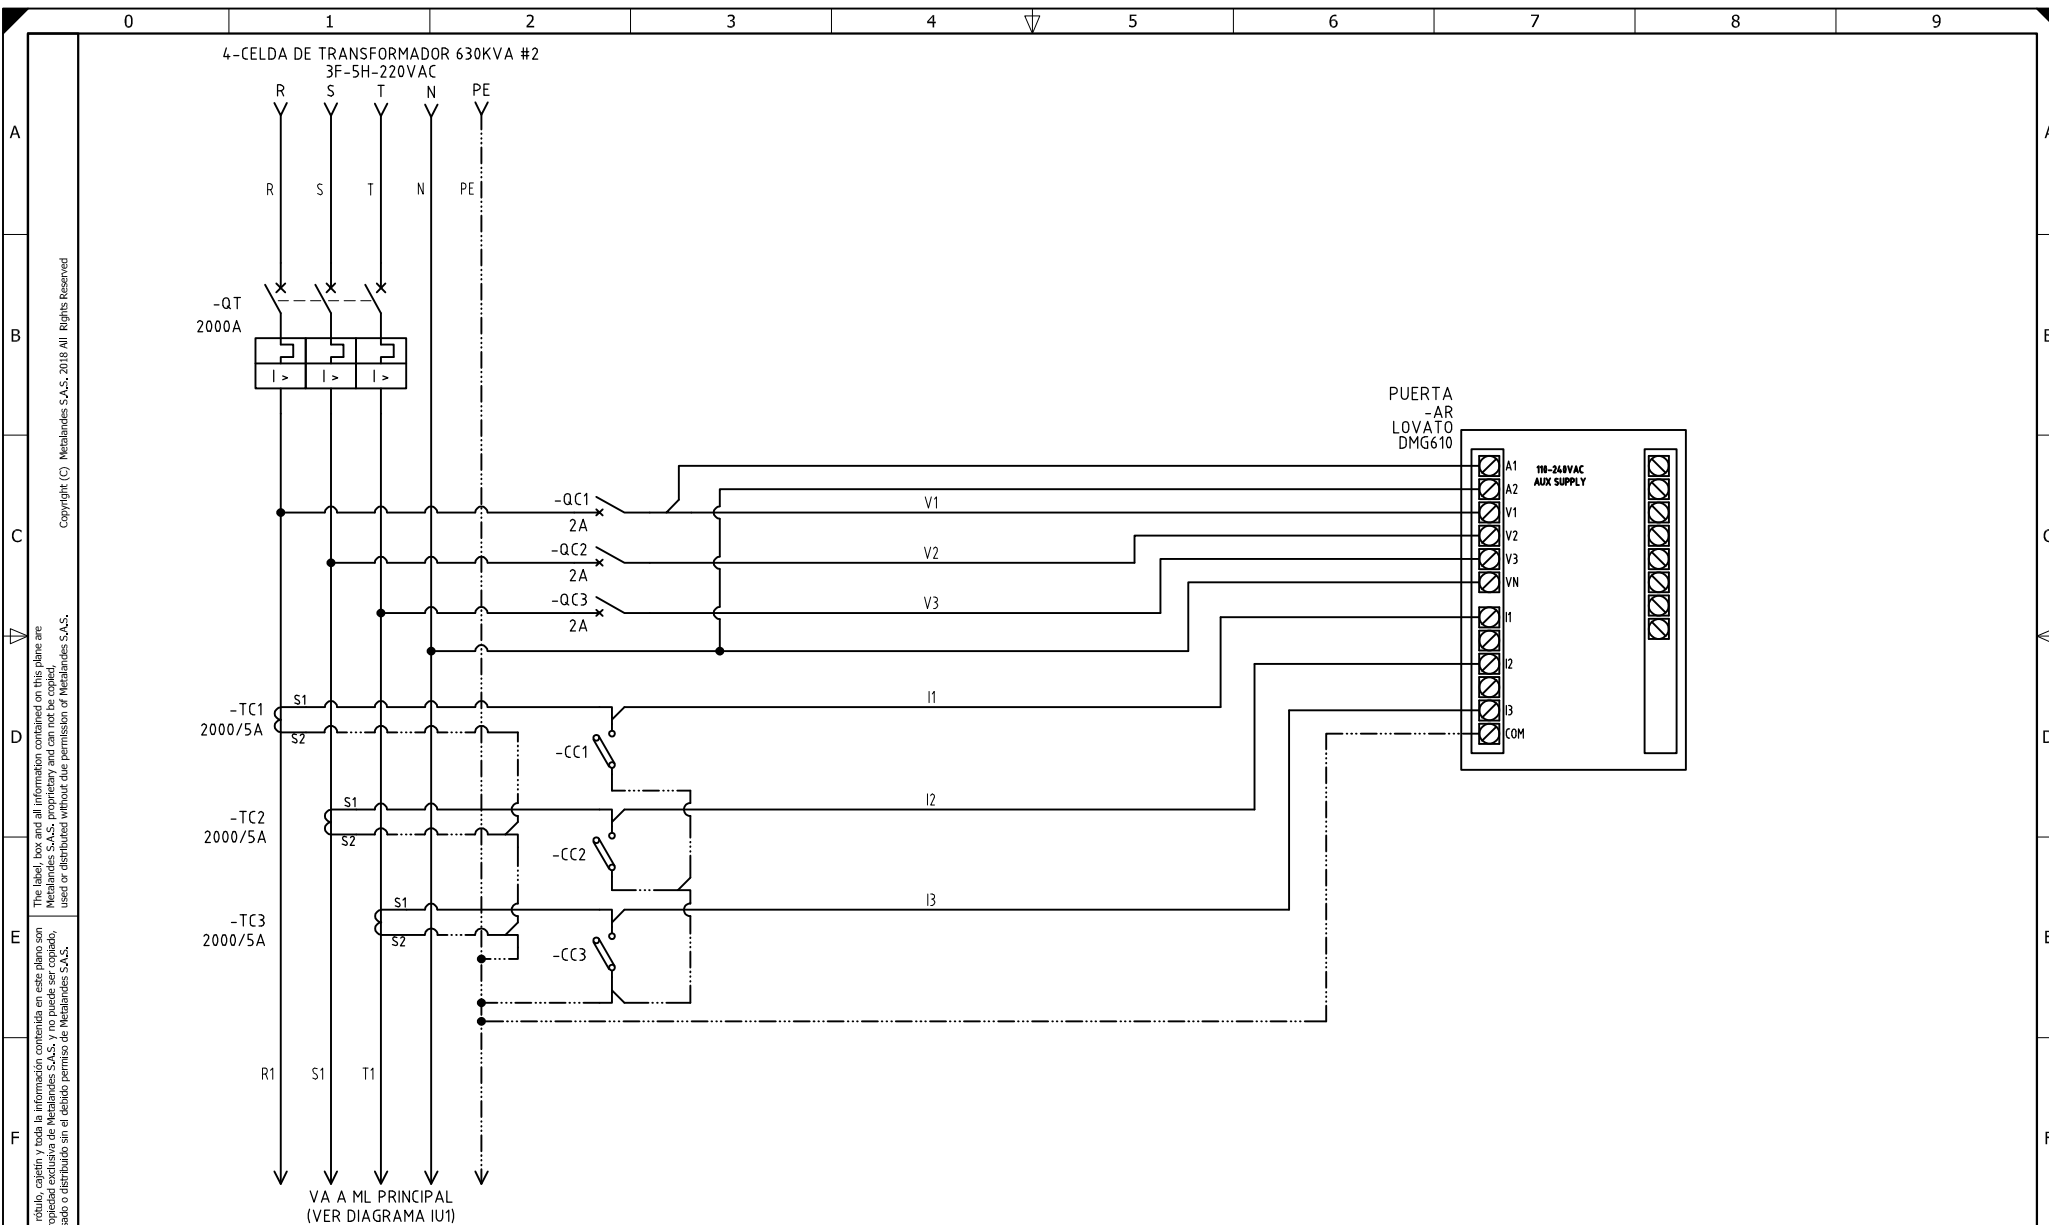 0 1 2 3 4 5 6 7 8 9
4-CELDA DE TRANSFORMADOR 630KVA #2
3F-5H-220VAC
R S T N PE
A
R S T N PE
-QT
2000A
B
I > I > I >
PUERTA
-AR
LOVATO
DMG610
A1
110-240VAC
AUX SUPPLY
A2
-QC1
2A
V1
V1
C
-QC2
2A
V2
V2
V3
VN
-QC3
2A
V3
I1
I2
I3
COM
-TC1
2000/5A
S1
S2
I1
D
-CC1
-TC2
2000/5A
S1
S2
I2
-CC2
-TC3
2000/5A
S1
S2
I3
E
-CC3
R1 S1 T1
F
VA A ML PRINCIPAL
(VER DIAGRAMA IU1)
Copyright (C) Metalandes S.A.S. 2018 All Rights Reserved
The label, box and all information contained on this plane are
Metalandes S.A.S. proprietary and can not be copied,
used or distributed without due permission of Metalandes S.A.S.
rótulo, cajetín y toda la información contenida en este plano son
exclusiva de Metalandes S.A.S. y no puede ser copiado,
o distribuido sin el debido permiso de Metalandes S.A.S.